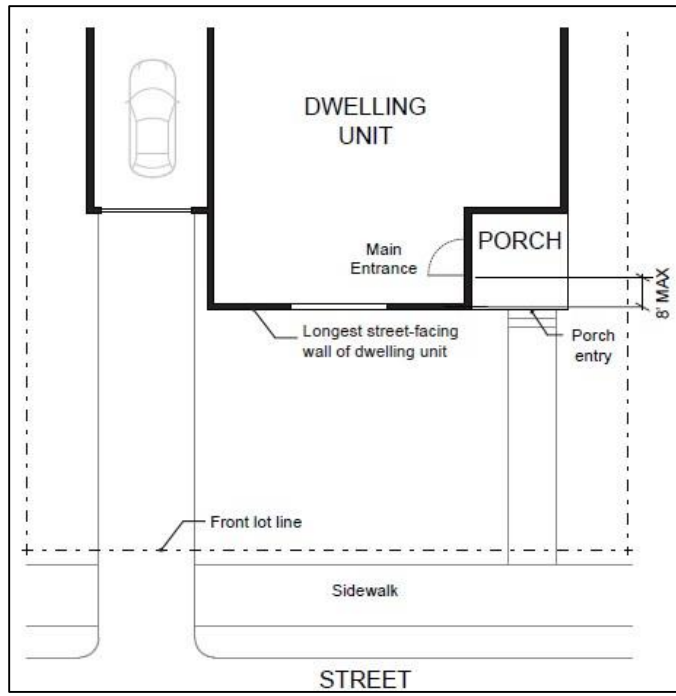 DWELLING
UNIT
Main
Entrance
PORCH
8' MAX
Longest street-facing
wall of dwelling unit
Porch
entry
Front lot line
Sidewalk
STREET